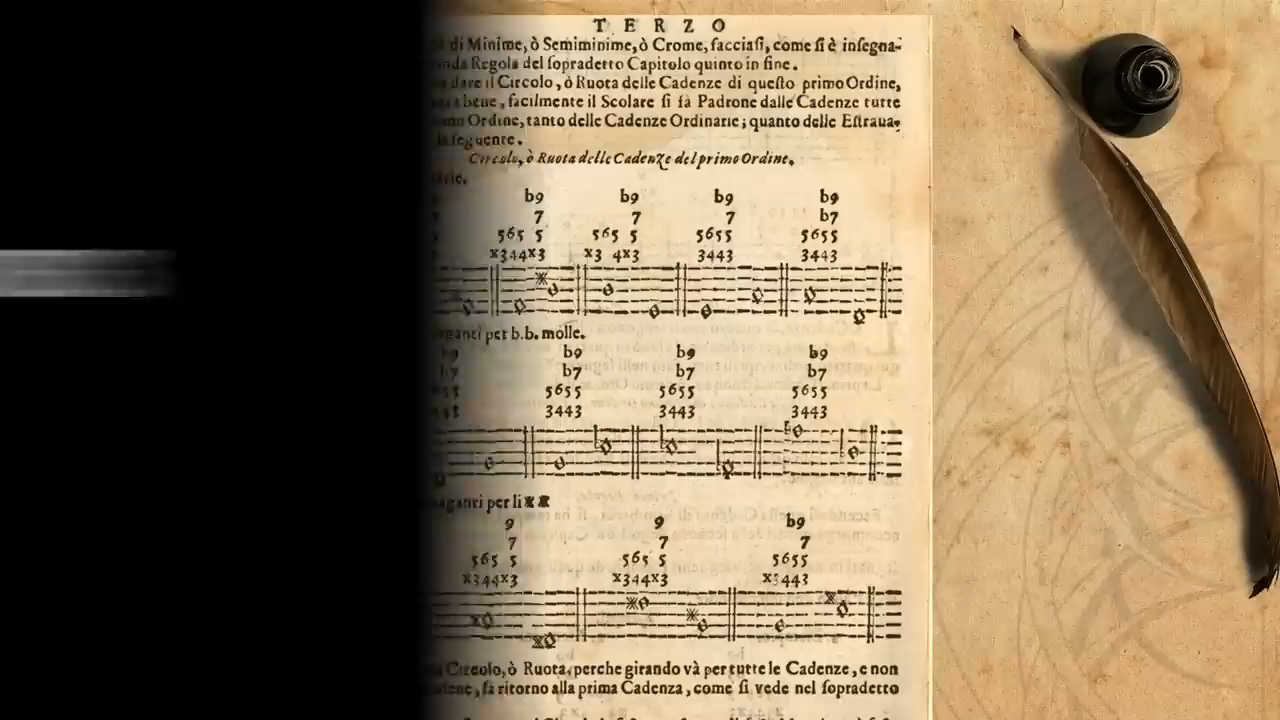 TERZO
di Minime, ò Semiminime, ò Crome, facciaſi, come ſi è inſegna-
Regola del ſopradetto Capitolo quinto in fine.
dare il Circolo, ò Ruota delle Cadenze di queſto primo Ordine,
bene, facilmente il Scolare ſi fà Padrone dalle Cadenze tutte
Ordine, tanto delle Cadenze Ordinarie; quanto delle Eſtraua-
ſeguente.
Circolo, ò Ruota delle Cadenze del primo Ordine.
b9 b9 b9 b9
7 7 7 b7
565 5 565 5 5655 5655
x344x3 x3 4x3 3443 3443
per b.b. molle.
b9 b9 b9 b9
b7 b7 b7 b7
5655 5655 5655
3443 3443 3443
per li x x
9 9 b9
7 7 7
565 5 565 5 5655
x344x3 x344x3 x3443
Circolo, ò Ruota, perche girando và per tutte le Cadenze, e non
fà ritorno alla prima Cadenza, come ſi vede nel ſopradetto